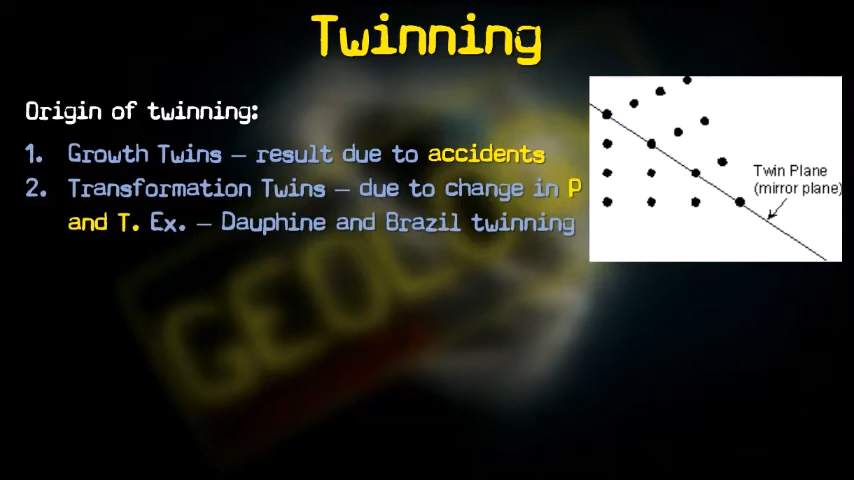 Twinning
Origin of twinning:
1. Growth Twins – result due to accidents
2. Transformation Twins – due to change in P
and T. Ex. – Dauphine and Brazil twinning
Twin Plane
(mirror plane)